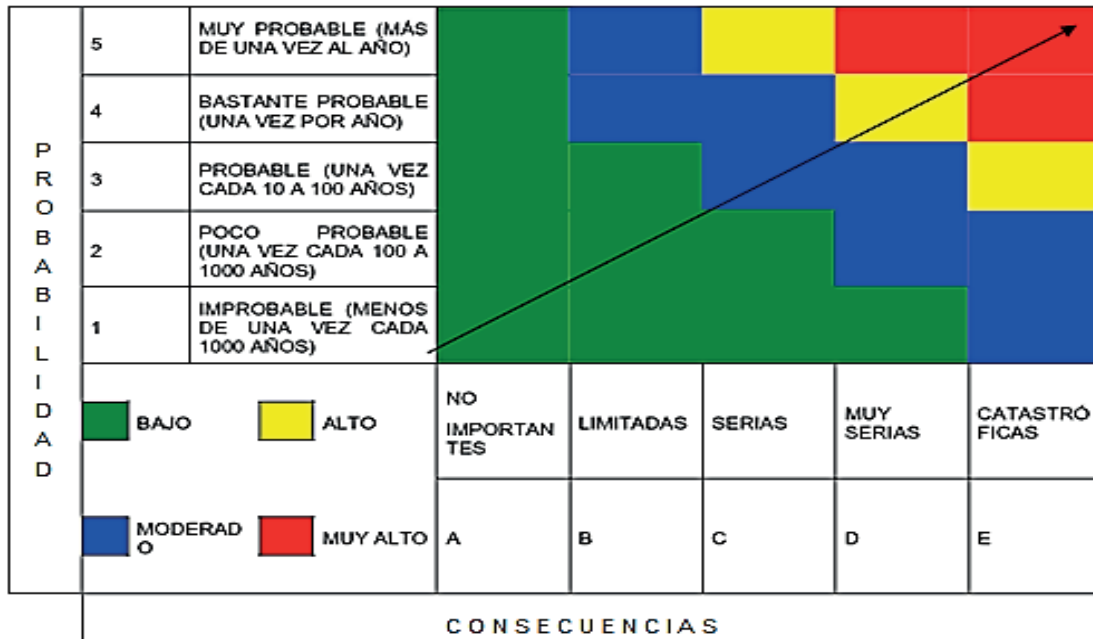 PROBABILIDAD
5
MUY PROBABLE (MÁS
DE UNA VEZ AL AÑO)
4
BASTANTE PROBABLE
(UNA VEZ POR AÑO)
3
PROBABLE (UNA VEZ
CADA 10 A 100 AÑOS)
2
POCO PROBABLE
(UNA VEZ CADA 100 A
1000 AÑOS)
1
IMPROBABLE (MENOS
DE UNA VEZ CADA
1000 AÑOS)
BAJO
ALTO
MODERAD
O
MUY ALTO
NO
IMPORTAN
TES
LIMITADAS
SERIAS
MUY
SERIAS
CATASTRÓ
FICAS
A
B
C
D
E
CONSECUENCIAS